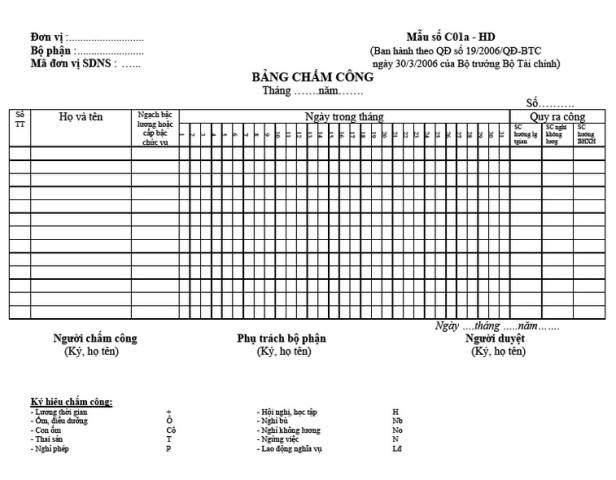 Đơn vị :..........................
Mẫu số C01a - HD
Bộ phận :.......................
(Ban hành theo QĐ số 19/2006/QĐ-BTC
Mã đơn vị SDNS : ......
ngày 30/3/2006 của Bộ trưởng Bộ Tài chính)
BẢNG CHẤM CÔNG
Tháng .......năm.......
Số..........
Số TT
Họ và tên
Ngạch bậc lương hoặc cấp bậc chức vụ
Ngày trong tháng
Quy ra công
1 2 3 4 5 6 7 8 9 10 11 12 13 14 15 16 17 18 19 20 21 22 23 24 25 26 27 28 29 30 31
SC hưởng lg tgian
SC nghỉ không lương
SC hưởng BHXH
Ngày ....tháng .....năm.......
Người chấm công
Phụ trách bộ phận
Người duyệt
(Ký, họ tên)
(Ký, họ tên)
(Ký, họ tên)
Ký hiệu chấm công:
- Lương thời gian +
- Hội nghị, học tập H
- Ốm, điều dưỡng Ô
- Nghỉ bù Nb
- Con ốm Cô
- Nghỉ không lương No
- Thai sản T
- Ngừng việc N
- Nghỉ phép P
- Lao động nghĩa vụ Lđ